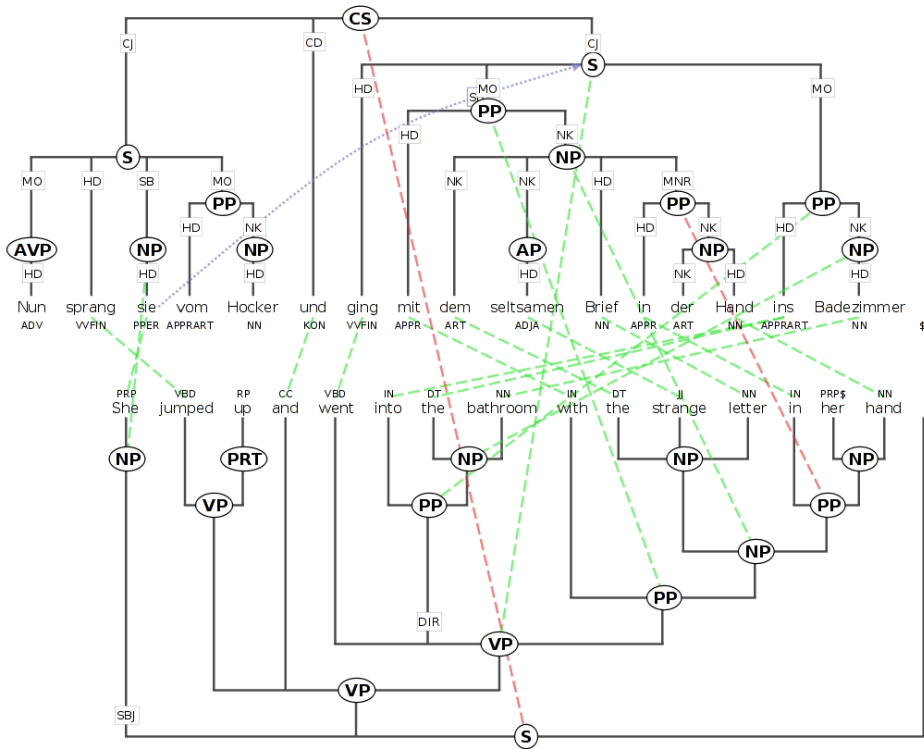 CS
CJ CD CJ
S
HD MO MO
SB
PP
HD NK
S NP
MO HD SB MO NK NK HD MNR
PP PP PP
HD NK HD NK HD NK
AVP NP NP AP NP NP
HD HD HD HD NK HD HD
Nun sprang sie vom Hocker und ging mit dem seltsamen Brief in der Hand ins Badezimmer
ADV VVFIN PPER APPRART NN KON VVFIN APPR ART ADJA NN APPR ART NN APPRART NN $
PRP VBD RP CC VBD IN DT NN IN DT JJ NN IN PRP$ NN
She jumped up and went into the bathroom with the strange letter in her hand
NP PRT NP NP NP
VP PP PP
NP
PP
DIR
VP
VP
SBJ
S